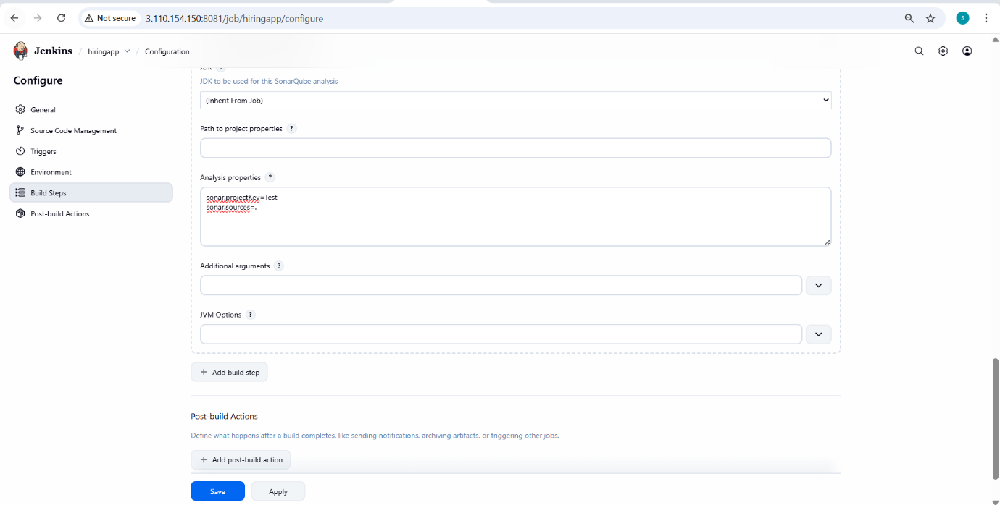 Not secure 3.110.154.150:8081/job/hiringapp/configure
S
Jenkins / hiringapp / Configuration
Configure
General
Source Code Management
Triggers
Environment
Build Steps
Post-build Actions
JDK ?
JDK to be used for this SonarQube analysis
(Inherit From Job)
Path to project properties ?
Analysis properties ?
sonar.projectKey=Test
sonar.sources=.
Additional arguments ?
JVM Options ?
+ Add build step
Post-build Actions
Define what happens after a build completes, like sending notifications, archiving artifacts, or triggering other jobs.
+ Add post-build action
Save Apply